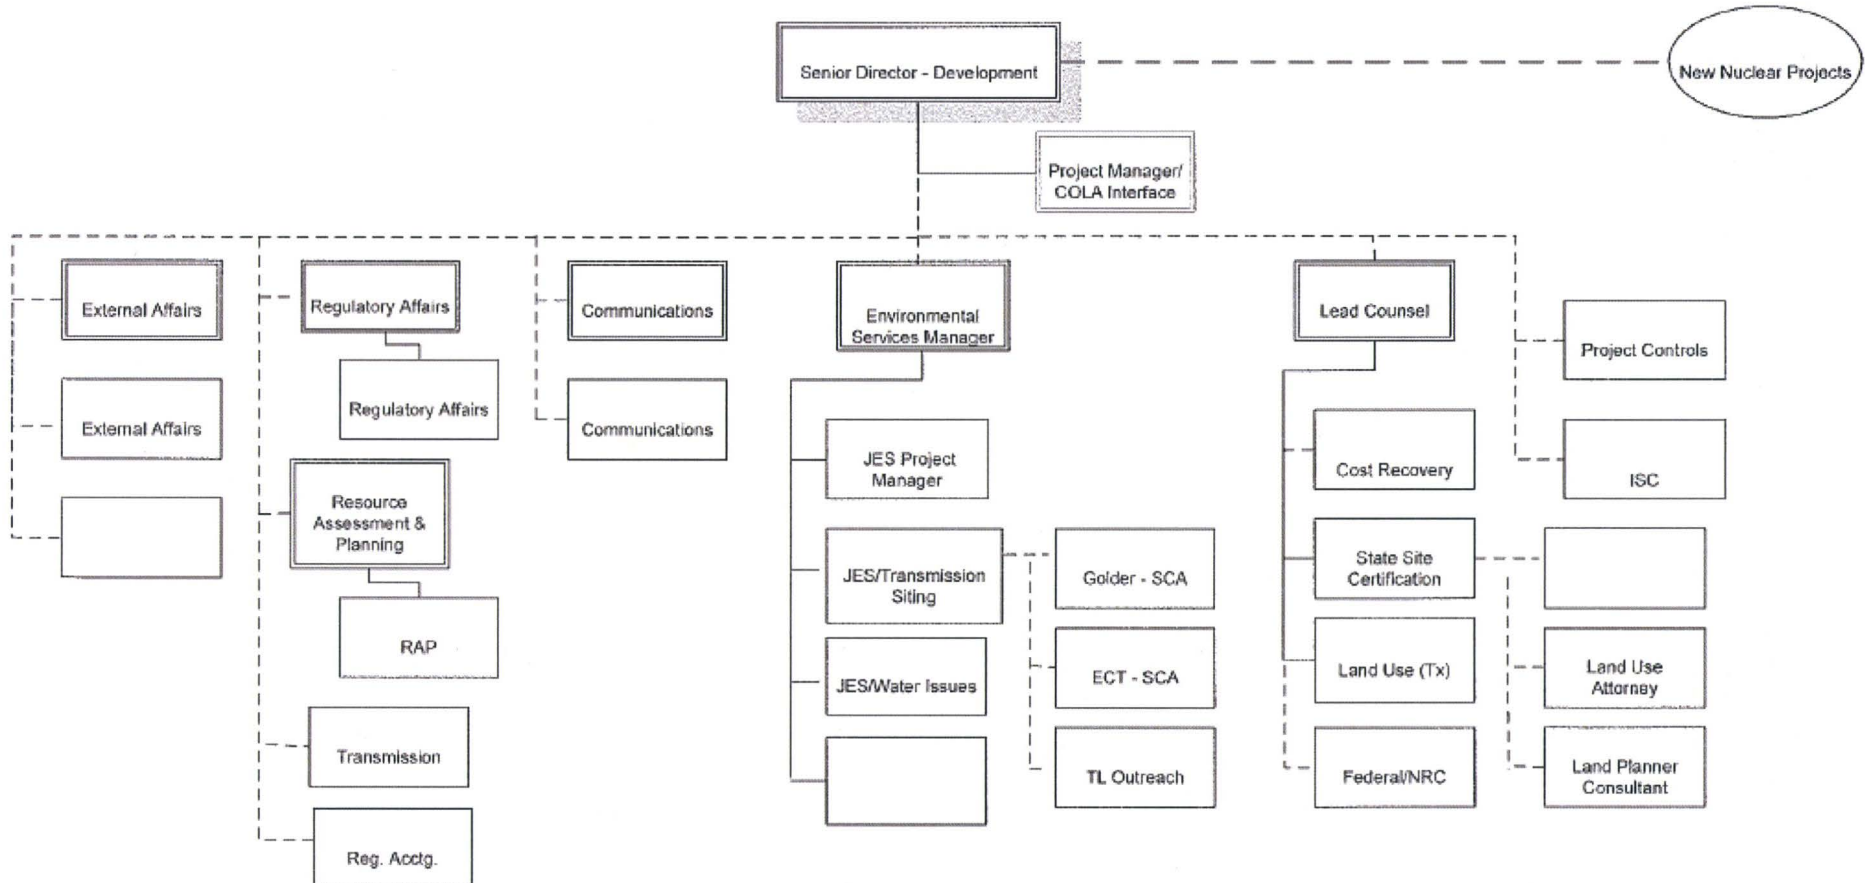 Senior Director - Development
New Nuclear Projects
Project Manager/
COLA Interface
External Affairs
External Affairs
Regulatory Affairs
Regulatory Affairs
Resource
Assessment &
Planning
RAP
Transmission
Reg. Acctg.
Communications
Communications
Environmental
Services Manager
JES Project
Manager
JES/Transmission
Siting
JES/Water Issues
Golder - SCA
ECT - SCA
TL Outreach
Lead Counsel
Cost Recovery
State Site
Certification
Land Use (Tx)
Federal/NRC
Land Use
Attorney
Land Planner
Consultant
Project Controls
ISC